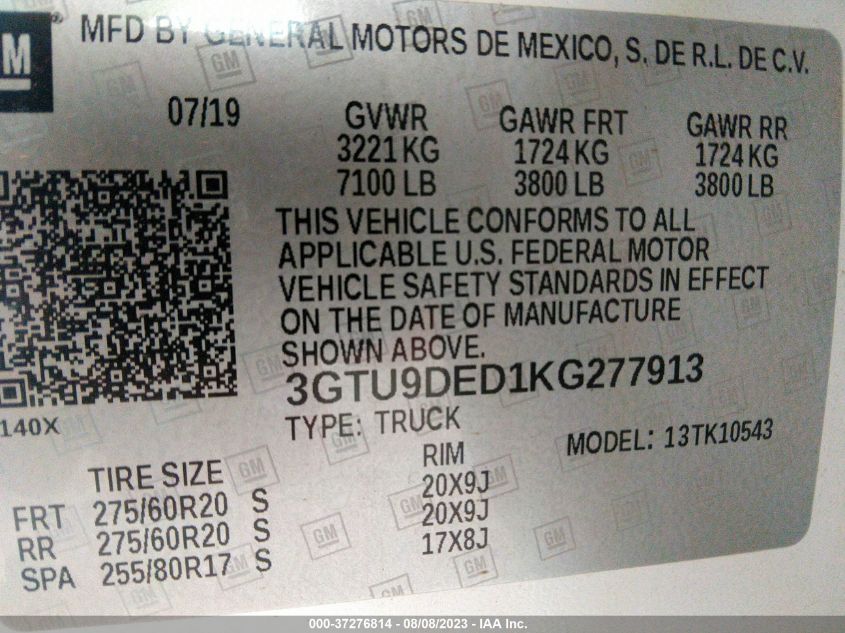 GM
MFD BY GENERAL MOTORS DE MEXICO, S. DE R.L. DE C.V.
07/19 GVWR GAWR FRT GAWR RR
3221 KG 1724 KG 1724 KG
7100 LB 3800 LB 3800 LB
THIS VEHICLE CONFORMS TO ALL
APPLICABLE U.S. FEDERAL MOTOR
VEHICLE SAFETY STANDARDS IN EFFECT
ON THE DATE OF MANUFACTURE
SHOWN ABOVE.
3GTU9DED1KG277913
140X
TYPE: TRUCK MODEL: 13TK10543
TIRE SIZE RIM
FRT 275/60R20 S 20X9J
RR 275/60R20 S 20X9J
SPA 255/80R17 S 17X8J
000-37276814 - 08/08/2023 - IAA Inc.